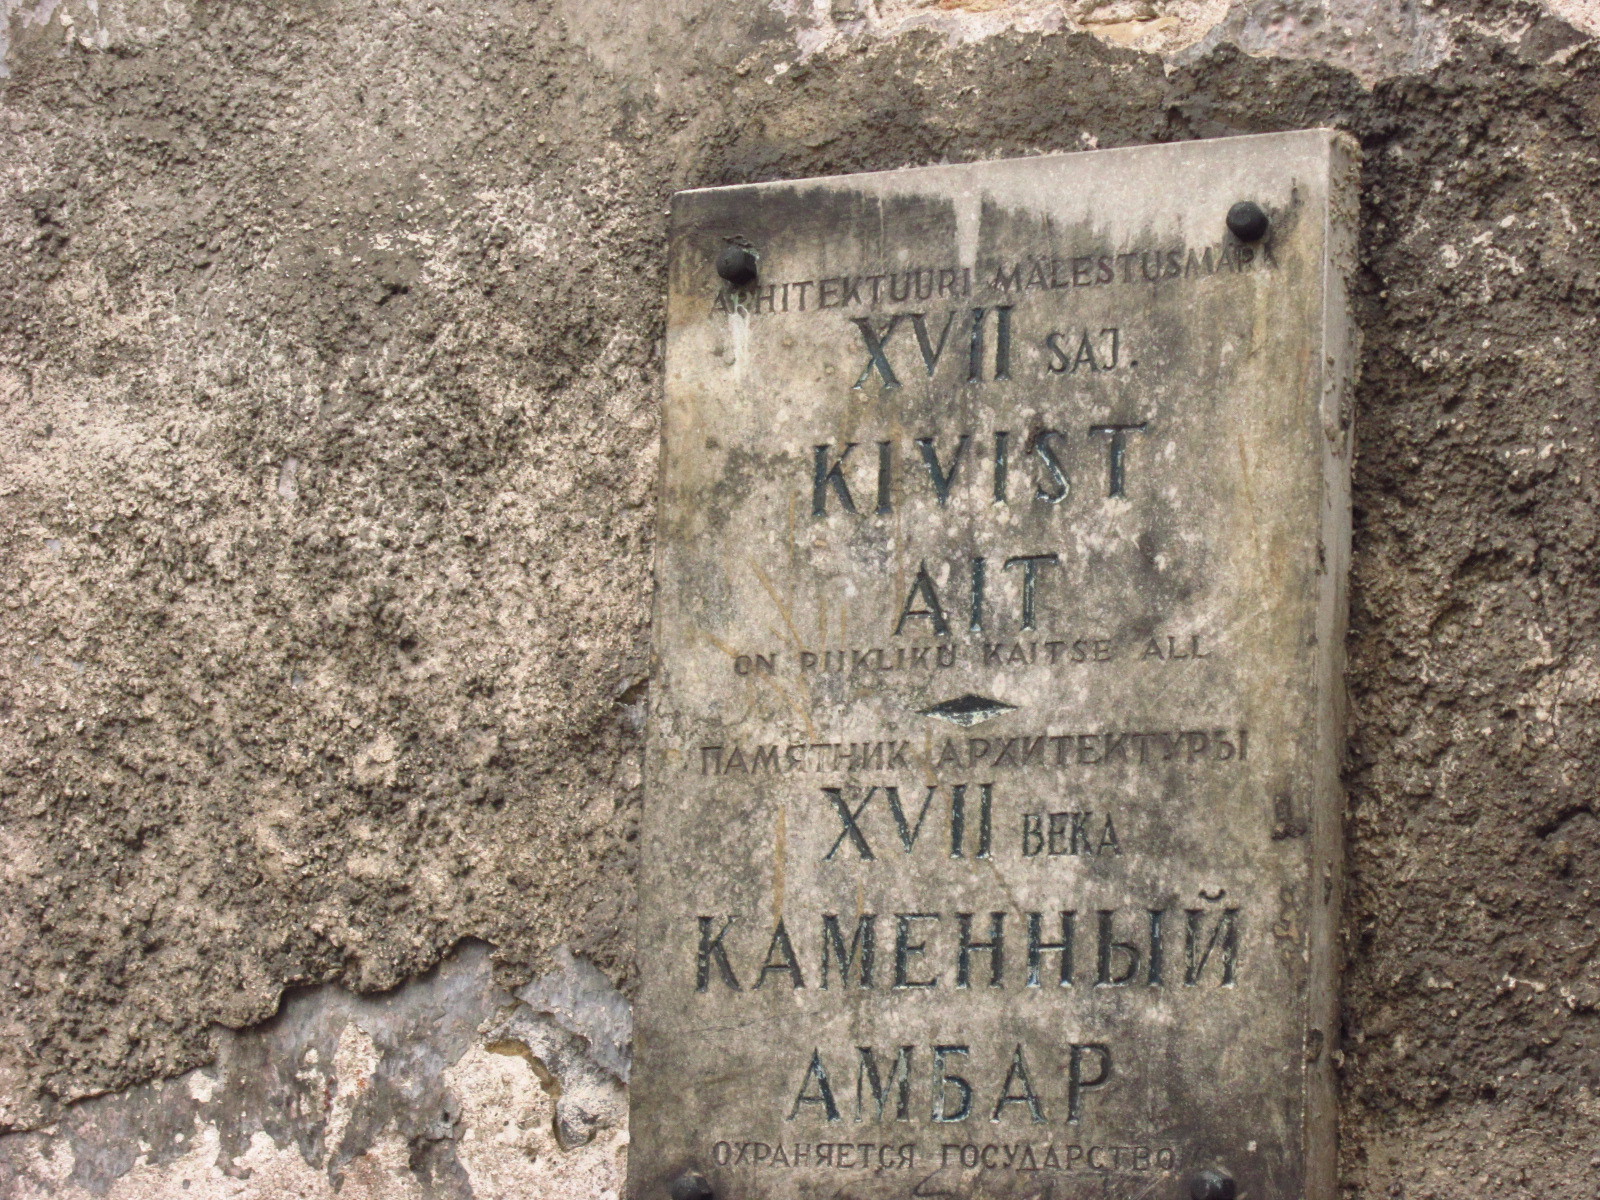 ARHITEKTUURI MÄLESTUSMÄRK
XVII SAJ.
KIVIST
AIT
ON RIIKLIKU KAITSE ALL
ПАМЯТНИК АРХИТЕКТУРЫ
XVII ВЕКА
КАМЕННЫЙ
АМБАР
ОХРАНЯЕТСЯ ГОСУДАРСТВОМ